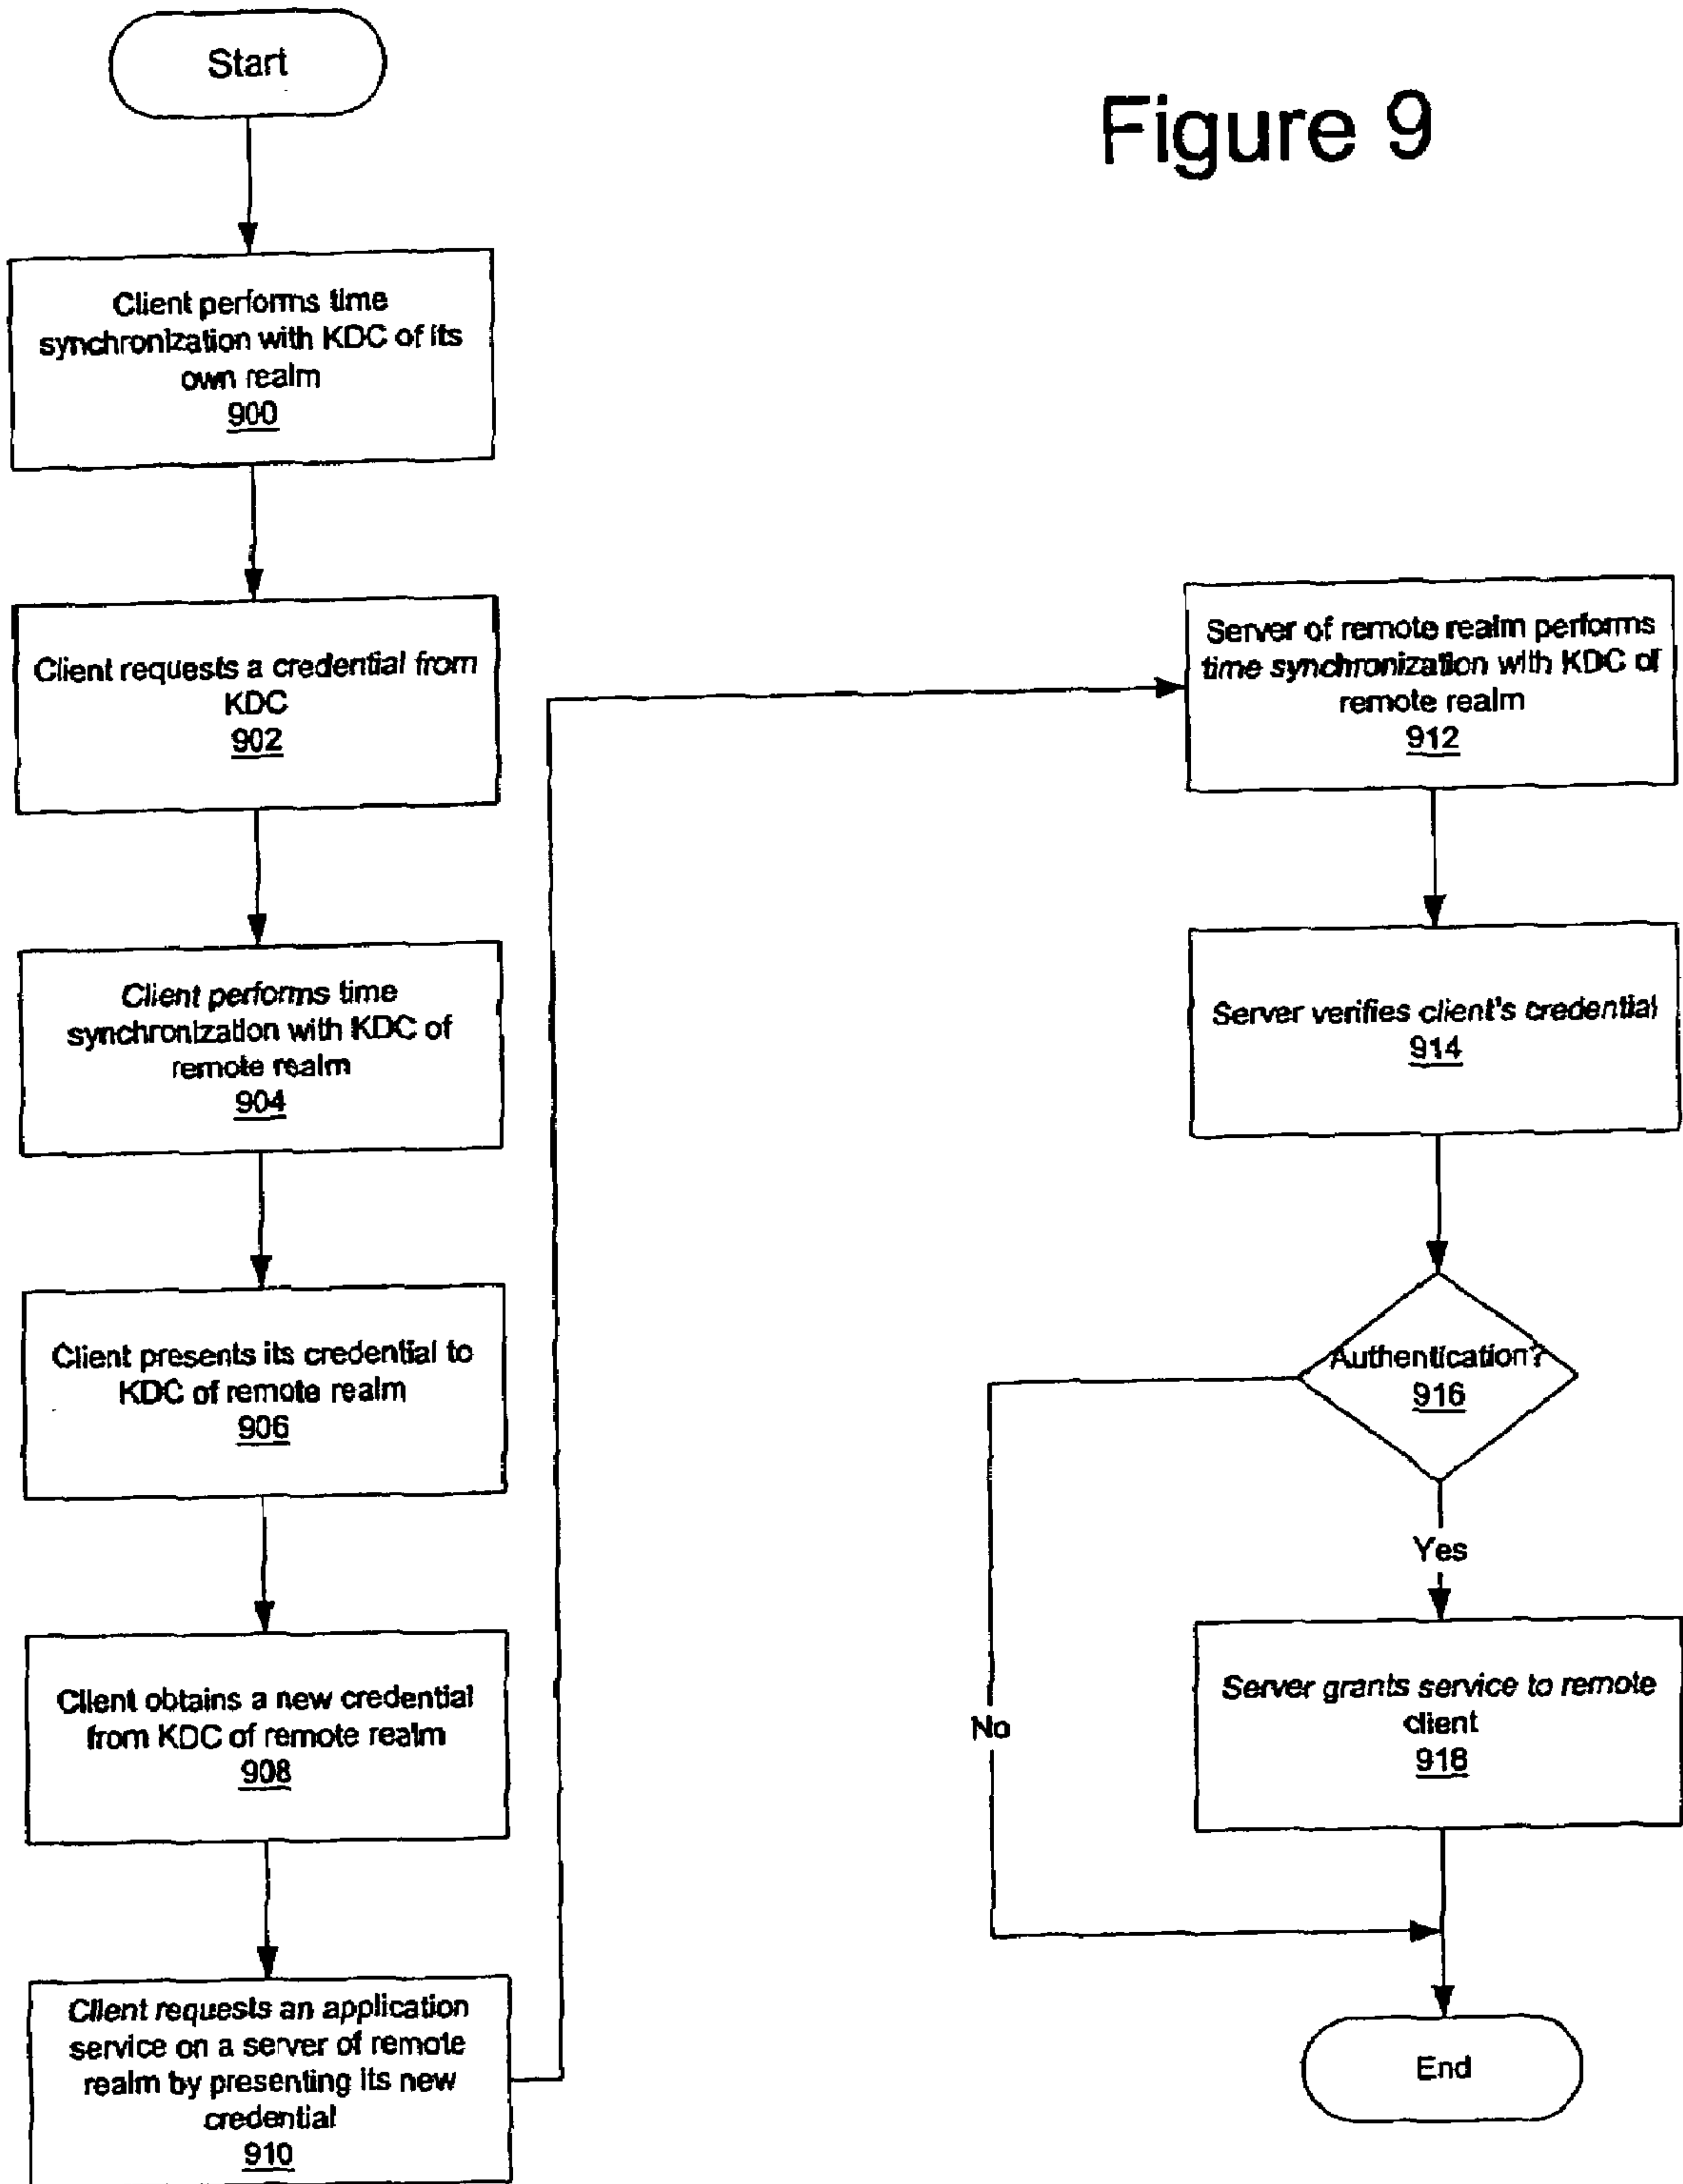 Start
Figure 9
Client performs time
synchronization with KDC of its
own realm
900
Client requests a credential from
KDC
902
Client performs time
synchronization with KDC of
remote realm
904
Client presents its credential to
KDC of remote realm
906
Client obtains a new credential
from KDC of remote realm
908
Client requests an application
service on a server of remote
realm by presenting its new
credential
910
Server of remote realm performs
time synchronization with KDC of
remote realm
912
Server verifies client's credential
914
Authentication?
916
Yes
No
Server grants service to remote
client
918
End